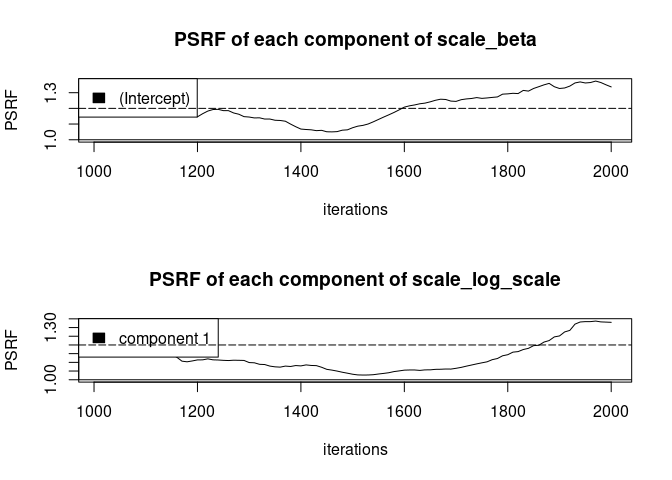 PSRF of each component of scale_beta
PSRF
1.0 1.3
(Intercept)
1000 1200 1400 1600 1800 2000
iterations
PSRF of each component of scale_log_scale
PSRF
1.00 1.30
component 1
1000 1200 1400 1600 1800 2000
iterations